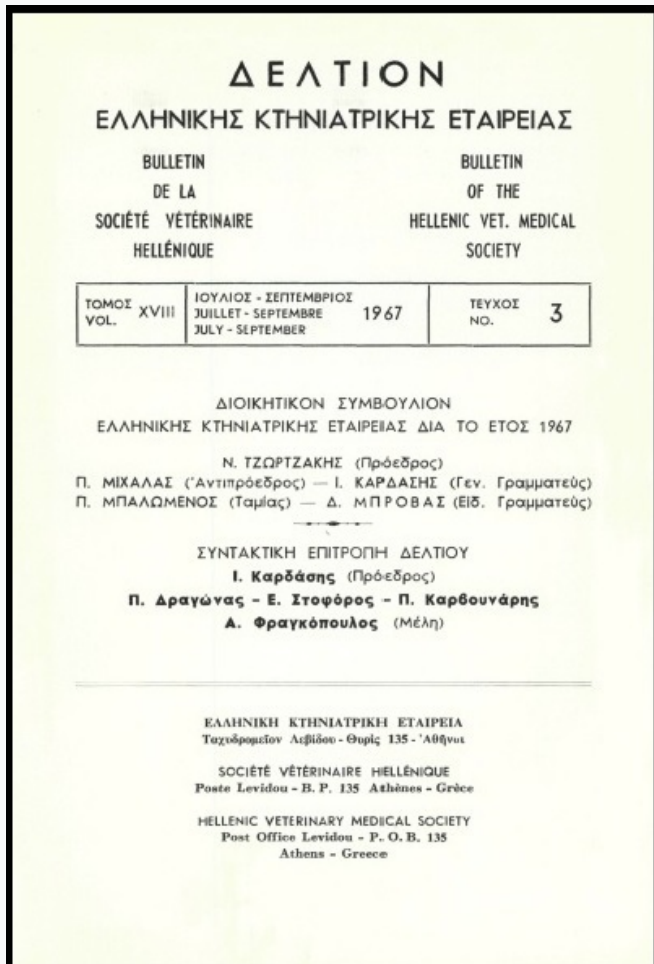 ΔΕΛΤΙΟΝ
ΕΛΛΗΝΙΚΗΣ ΚΤΗΝΙΑΤΡΙΚΗΣ ΕΤΑΙΡΕΙΑΣ
BULLETIN
DE LA
SOCIÉTÉ VÉTÉRINAIRE
HELLÉNIQUE
BULLETIN
OF THE
HELLENIC VET. MEDICAL
SOCIETY
ΤΟΜΟΣ
VOL. XVIII
ΙΟΥΛΙΟΣ - ΣΕΠΤΕΜΒΡΙΟΣ
JUILLET - SEPTEMBRE
JULY - SEPTEMBER
1967
ΤΕΥΧΟΣ
NO. 3
ΔΙΟΙΚΗΤΙΚΟΝ ΣΥΜΒΟΥΛΙΟΝ
ΕΛΛΗΝΙΚΗΣ ΚΤΗΝΙΑΤΡΙΚΗΣ ΕΤΑΙΡΕΙΑΣ ΔΙΑ ΤΟ ΕΤΟΣ 1967
Ν. ΤΖΩΡΤΖΑΚΗΣ (Πρόεδρος)
Π. ΜΙΧΑΛΑΣ (Ἀντιπρόεδρος) — Ι. ΚΑΡΔΑΣΗΣ (Γεν. Γραμματεὺς)
Π. ΜΠΑΛΩΜΕΝΟΣ (Ταμίας) — Δ. ΜΠΡΟΒΑΣ (Εἰδ. Γραμματεὺς)
ΣΥΝΤΑΚΤΙΚΗ ΕΠΙΤΡΟΠΗ ΔΕΛΤΙΟΥ
Ι. Καρδάσης (Πρόεδρος)
Π. Δραγώνας - Ε. Στοφόρος - Π. Καρβουνάρης
Α. Φραγκόπουλος (Μέλη)
ΕΛΛΗΝΙΚΗ ΚΤΗΝΙΑΤΡΙΚΗ ΕΤΑΙΡΕΙΑ
Ταχυδρομεῖον Λεβίδου - Θυρὶς 135 - Ἀθῆναι
SOCIÉTÉ VÉTÉRINAIRE HELLÉNIQUE
Poste Levidou - B. P. 135 Athènes - Grèce
HELLENIC VETERINARY MEDICAL SOCIETY
Post Office Levidou - P. O. B. 135
Athens - Greece